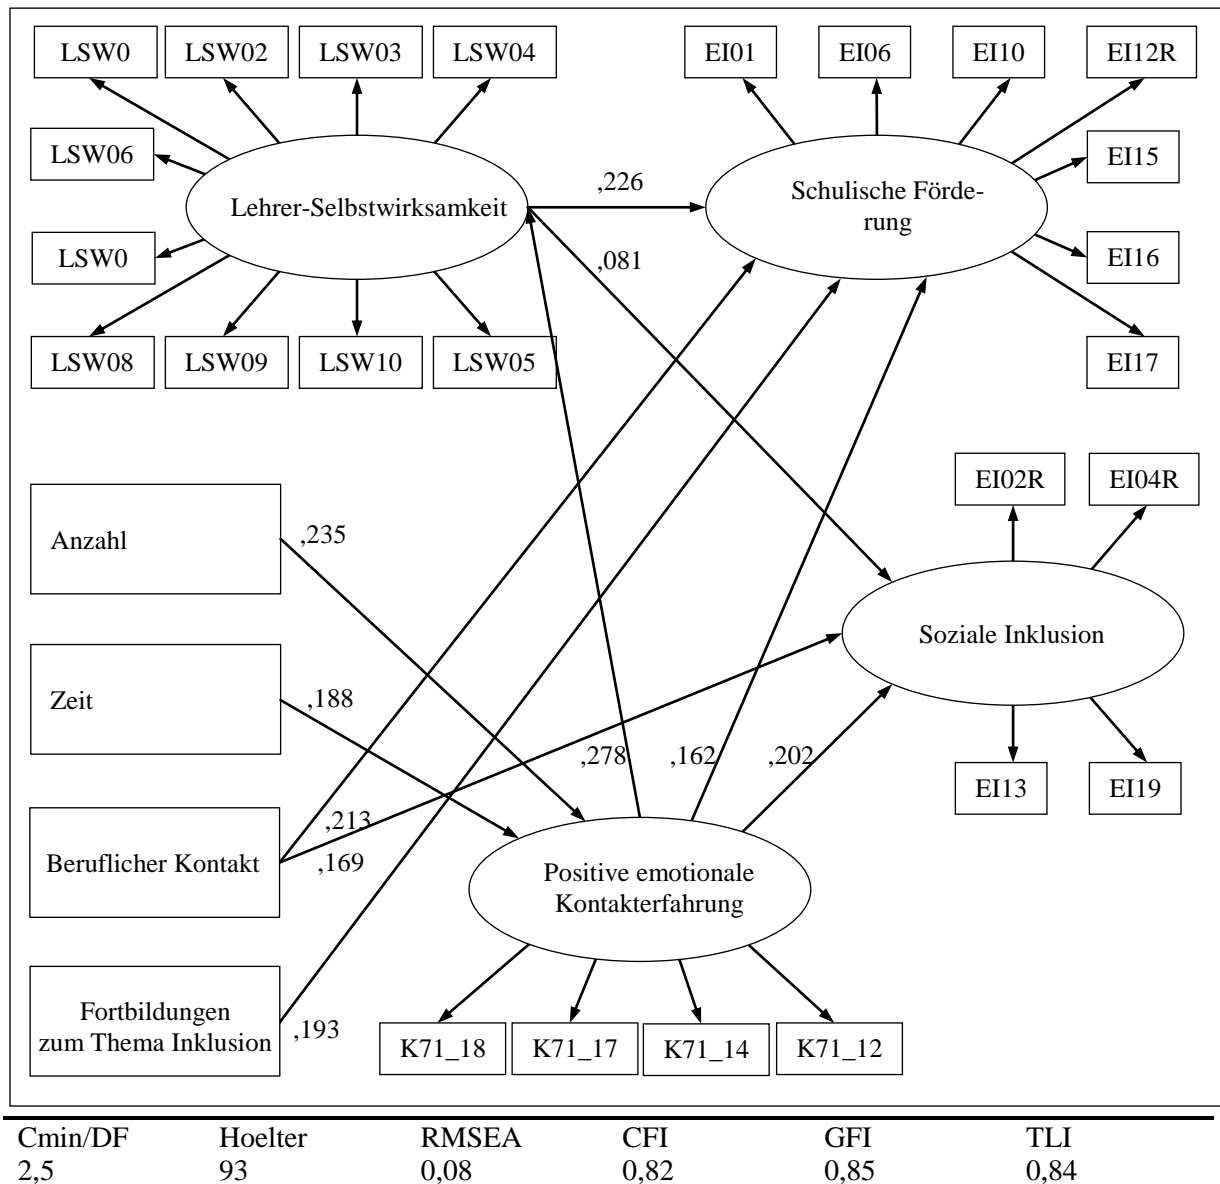 LSW0 LSW02 LSW03 LSW04 EI01 EI06 EI10 EI12R
LSW06 EI15
Lehrer-Selbstwirksamkeit
,226
Schulische Förde-
rung
LSW0 ,081 EI16
LSW08 LSW09 LSW10 LSW05 EI17
EI02R EI04R
Anzahl ,235
Soziale Inklusion
Zeit ,188
,278 ,162 ,202
EI13 EI19
,213
Beruflicher Kontakt ,169
Positive emotionale
Kontakterfahrung
Fortbildungen
zum Thema Inklusion ,193
K71_18 K71_17 K71_14 K71_12
Cmin/DF Hoelter RMSEA CFI GFI TLI
2,5 93 0,08 0,82 0,85 0,84